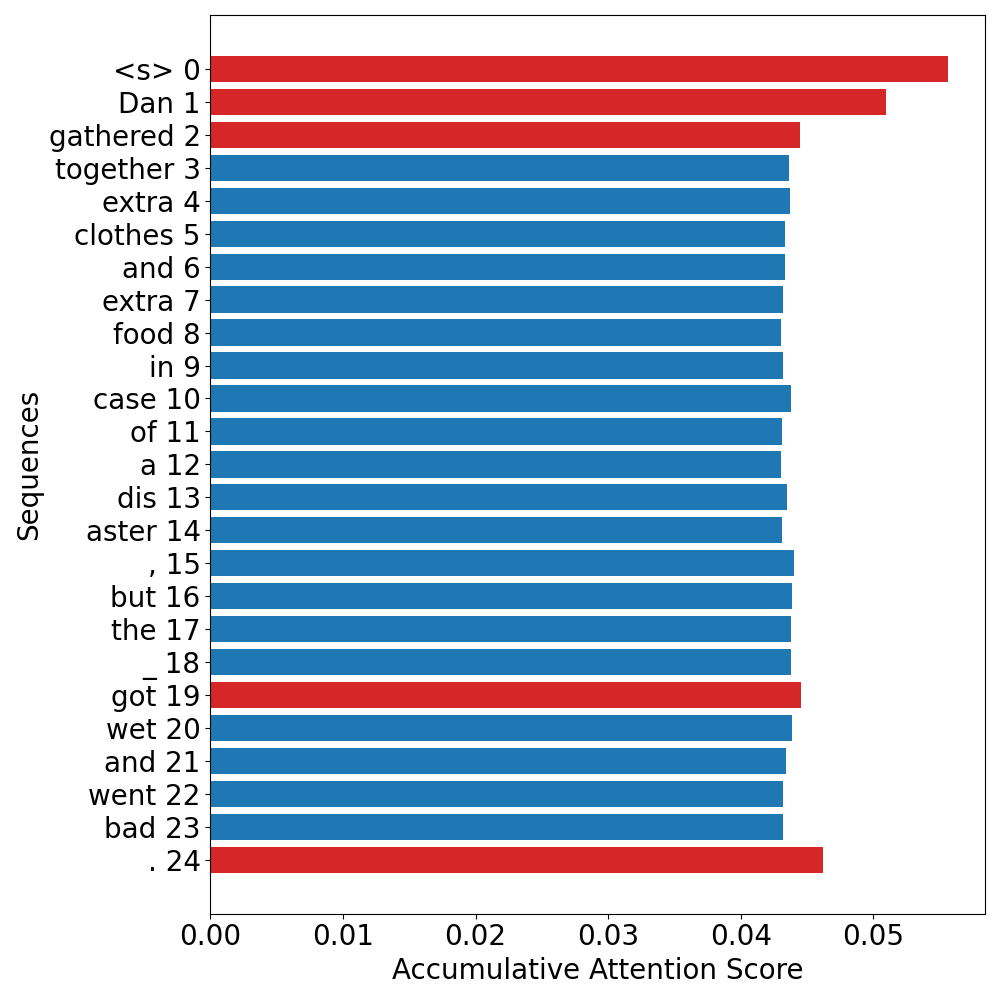 <s> 0
Dan 1
gathered 2
together 3
extra 4
clothes 5
and 6
extra 7
food 8
in 9
case 10
of 11
a 12
dis 13
aster 14
, 15
but 16
the 17
_ 18
got 19
wet 20
and 21
went 22
bad 23
. 24
Sequences
0.00 0.01 0.02 0.03 0.04 0.05
Accumulative Attention Score